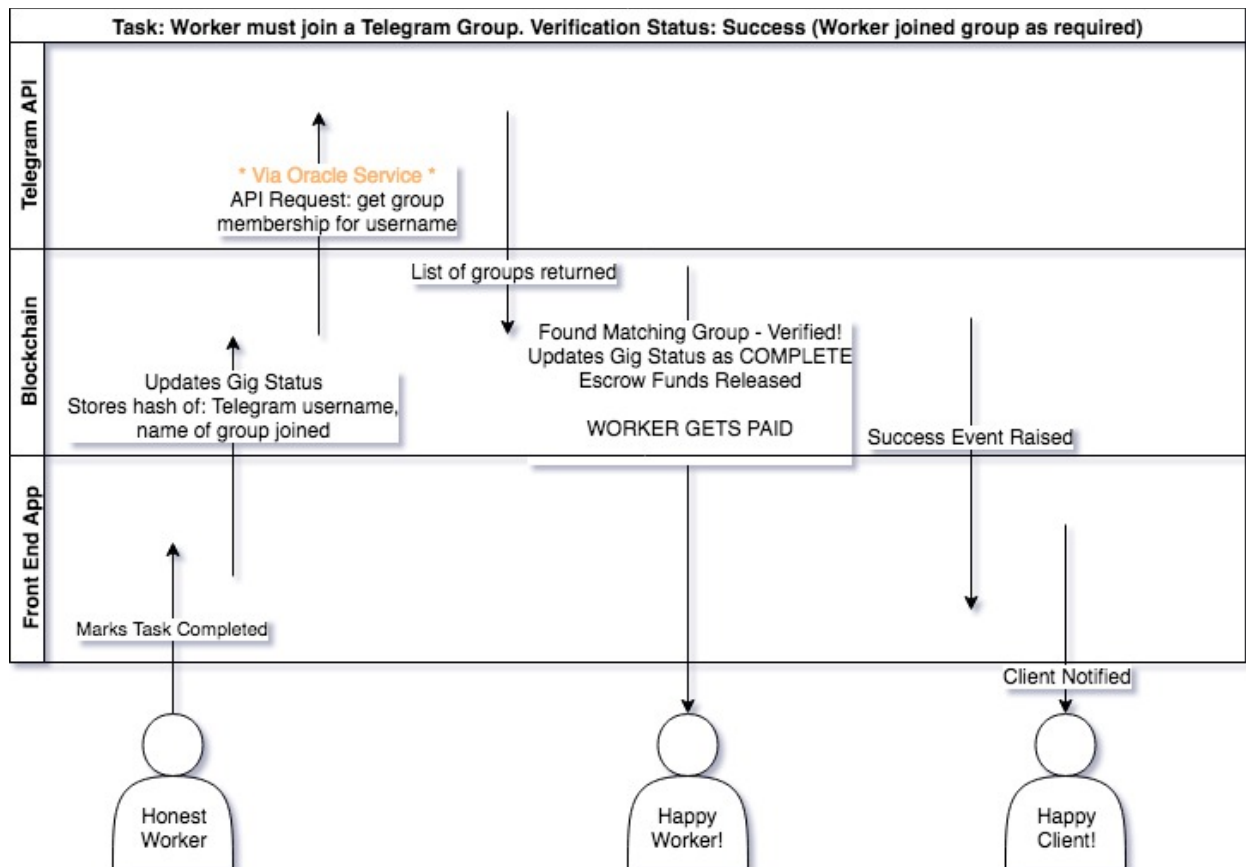 Task: Worker must join a Telegram Group. Verification Status: Success (Worker joined group as required)
Telegram API
* Via Oracle Service *
API Request: get group
membership for username
Blockchain
List of groups returned
Found Matching Group - Verified!
Updates Gig Status as COMPLETE
Escrow Funds Released
WORKER GETS PAID
Updates Gig Status
Stores hash of: Telegram username,
name of group joined
Success Event Raised
Front End App
Marks Task Completed
Client Notified
Honest
Worker
Happy
Worker!
Happy
Client!